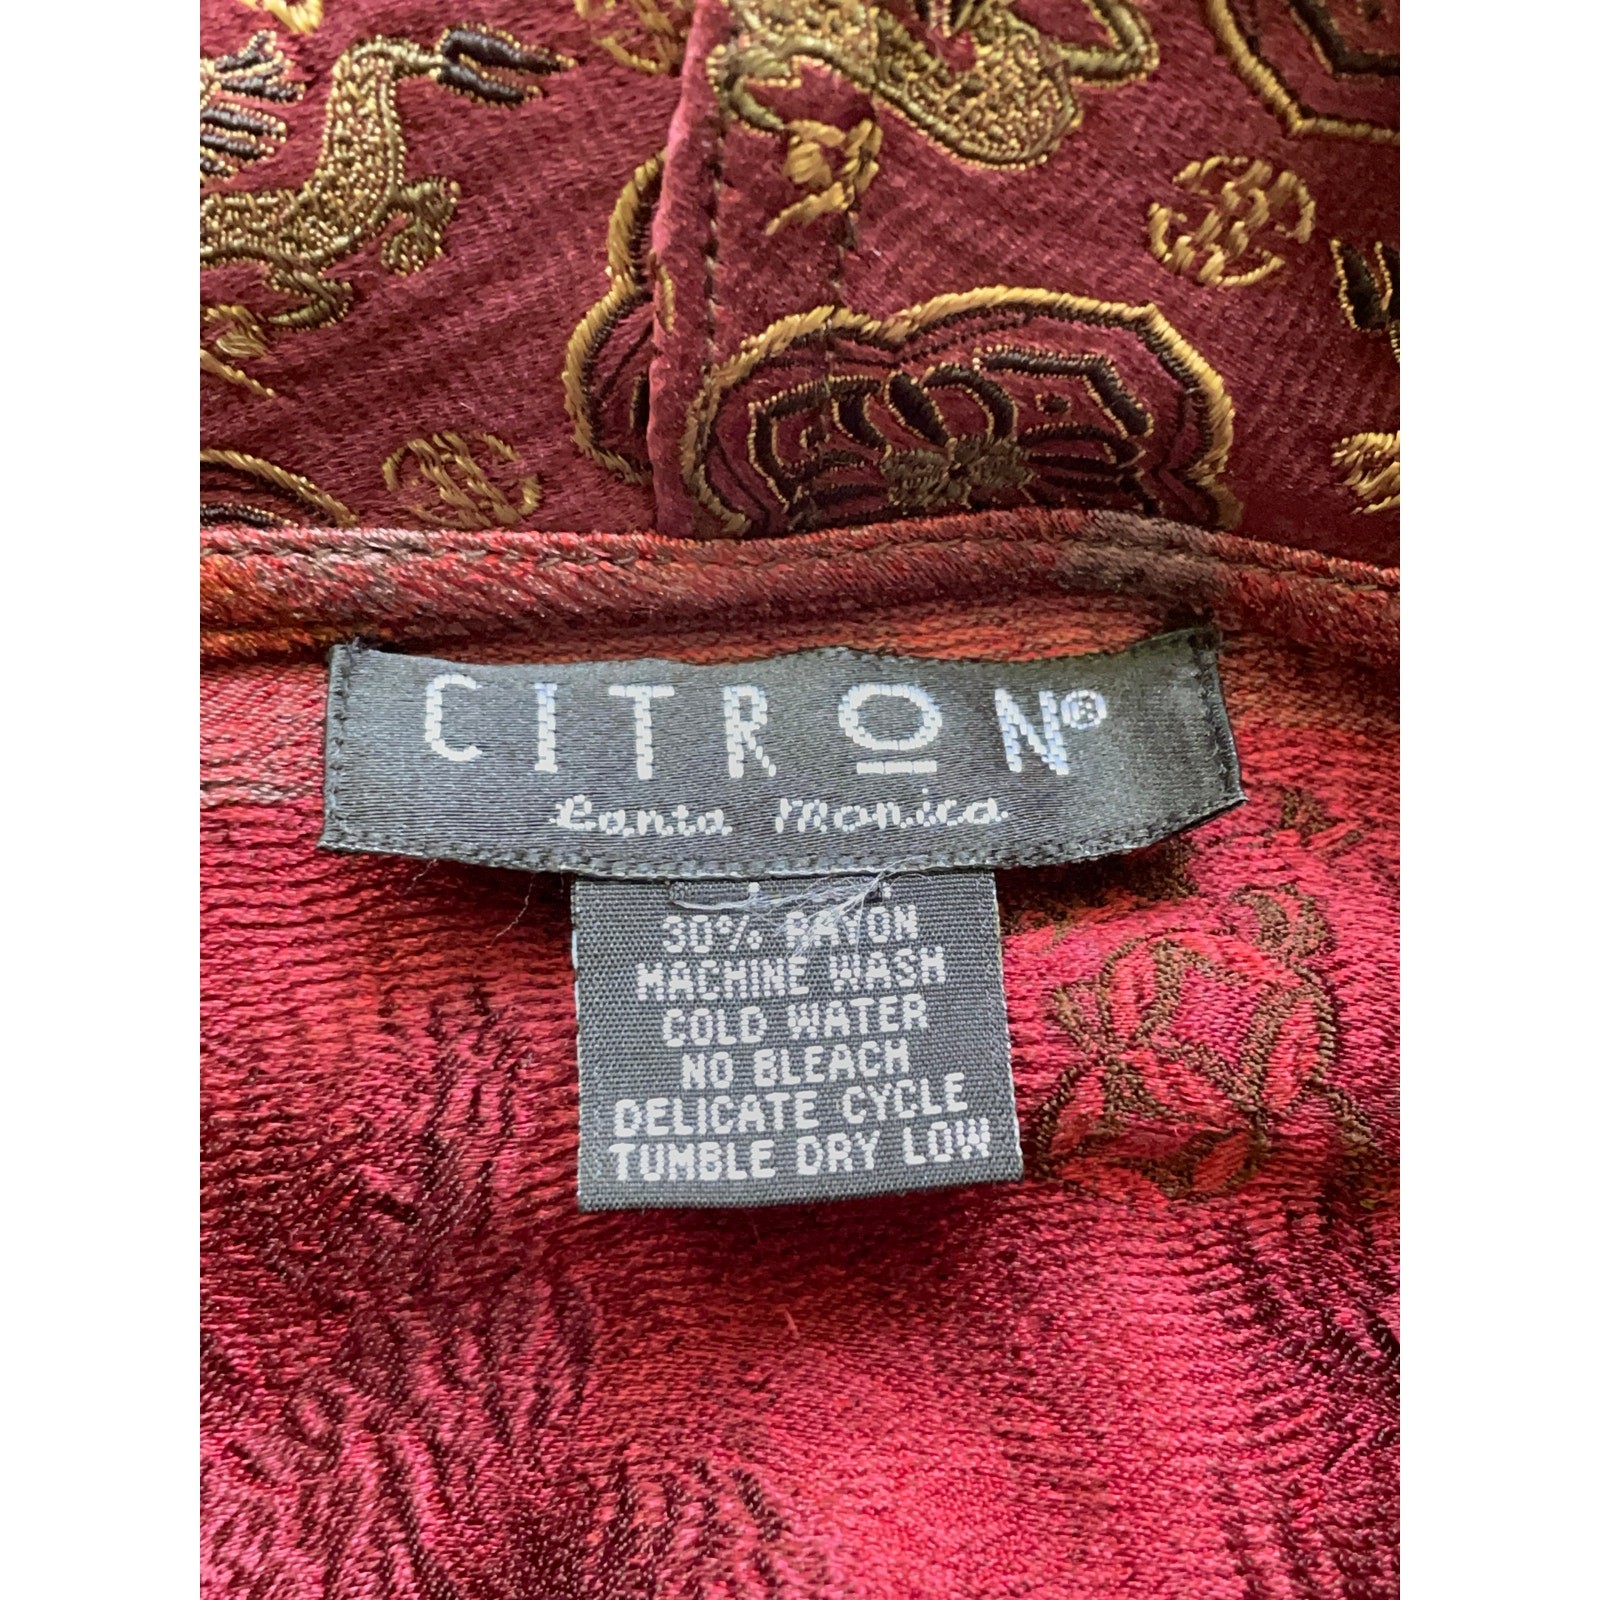 CITRON®
Santa Monica
30% RAYON
MACHINE WASH
COLD WATER
NO BLEACH
DELICATE CYCLE
TUMBLE DRY LOW